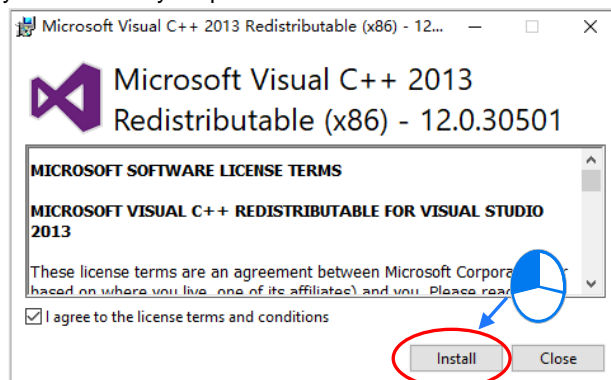 Microsoft Visual C++ 2013 Redistributable (x86) - 12...
Microsoft Visual C++ 2013
Redistributable (x86) - 12.0.30501
MICROSOFT SOFTWARE LICENSE TERMS
MICROSOFT VISUAL C++ REDISTRIBUTABLE FOR VISUAL STUDIO
2013
These license terms are an agreement between Microsoft
based on where you live, one of its affiliates) and you. Please
I agree to the license terms and conditions
Install Close